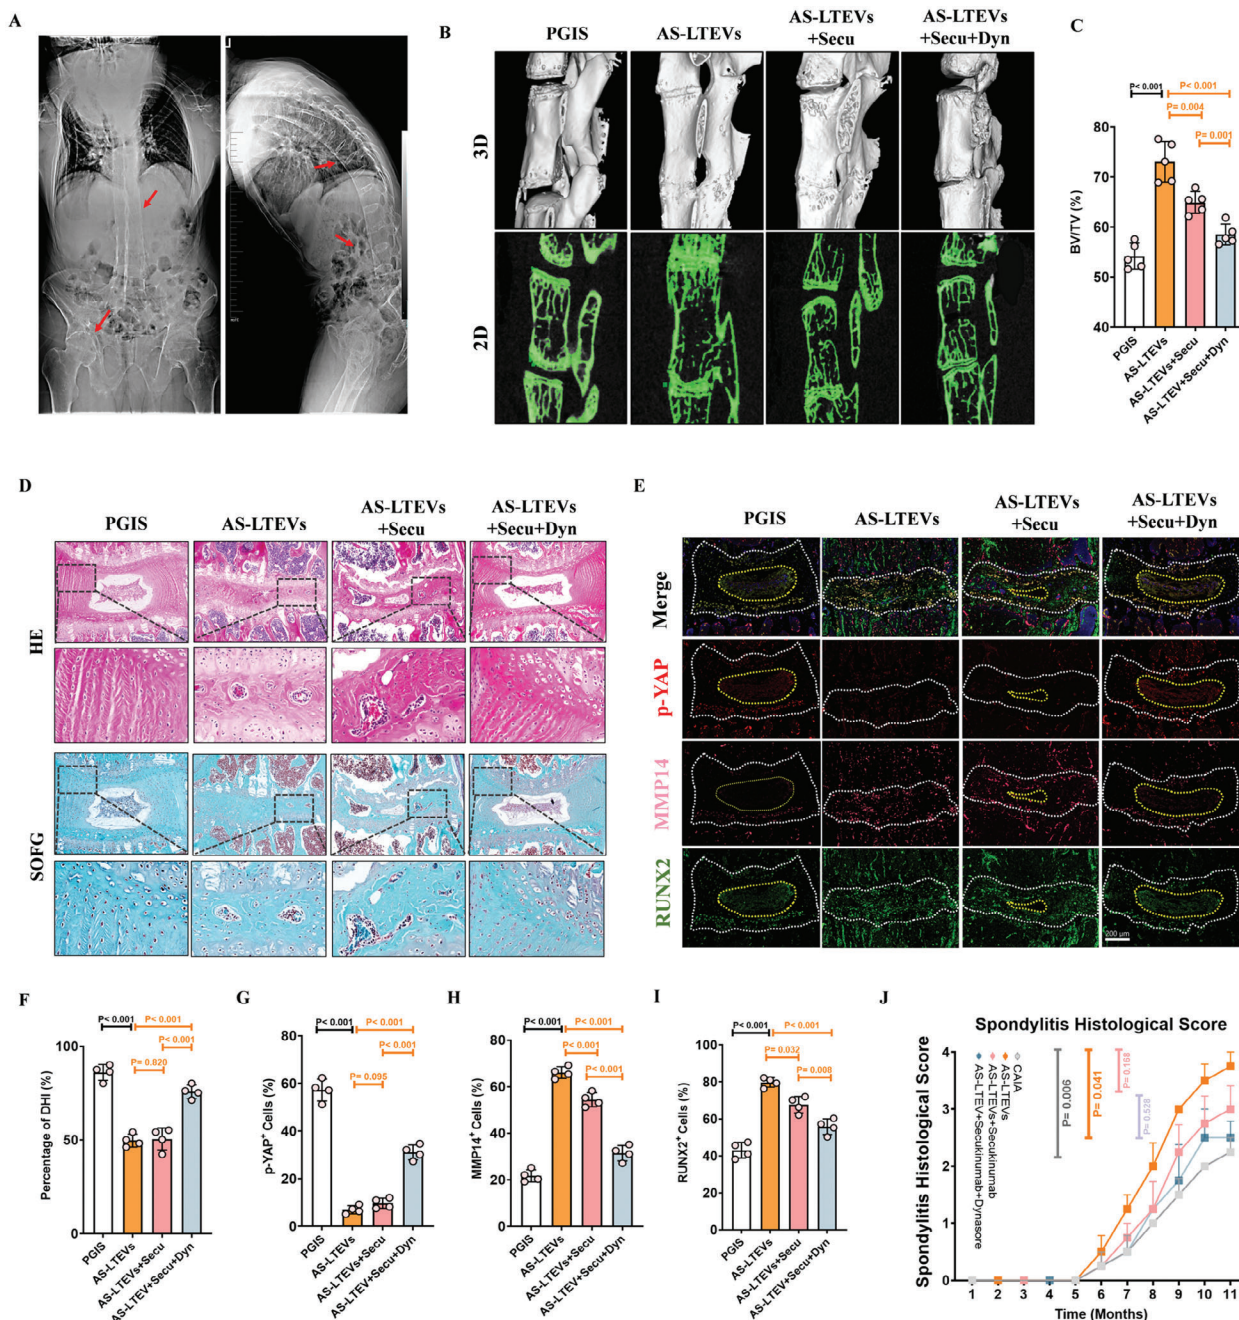 A
B
PGIS
AS-LTEVs
AS-LTEVs
+Secu
AS-LTEVs
+Secu+Dyn
3D
2D
C
P< 0.001
P< 0.001
P= 0.004
P= 0.001
BV/TV (%)
80
70
60
50
40
PGIS
AS-LTEVs
AS-LTEVs+Secu
AS-LTEV+Secu+Dyn
D
PGIS
AS-LTEVs
AS-LTEVs
+Secu
AS-LTEVs
+Secu+Dyn
HE
SOFG
E
PGIS
AS-LTEVs
AS-LTEVs
+Secu
AS-LTEVs
+Secu+Dyn
Merge
p-YAP
MMP14
RUNX2
200 μm
F
P< 0.001
P< 0.001
P< 0.001
P= 0.820
Percentage of DHI (%)
100
50
0
PGIS
AS-LTEVs
AS-LTEVs+Secu
AS-LTEV+Secu+Dyn
G
P< 0.001
P< 0.001
P< 0.001
P= 0.095
p-YAP⁺ Cells (%)
80
60
40
20
0
PGIS
AS-LTEVs
AS-LTEVs+Secu
AS-LTEV+Secu+Dyn
H
P< 0.001
P< 0.001
P< 0.001
P< 0.001
MMP14⁺ Cells (%)
80
60
40
20
0
PGIS
AS-LTEVs
AS-LTEVs+Secu
AS-LTEV+Secu+Dyn
I
P< 0.001
P< 0.001
P= 0.032
P= 0.008
RUNX2⁺ Cells (%)
100
80
60
40
20
0
PGIS
AS-LTEVs
AS-LTEVs+Secu
AS-LTEV+Secu+Dyn
J
Spondylitis Histological Score
Spondylitis Histological Score
4
3
2
1
0
CAIA
AS-LTEVs
AS-LTEVs+Secukinumab
AS-LTEV+Secukinumab+Dynasore
P= 0.006
P= 0.041
P= 0.168
P= 0.528
1 2 3 4 5 6 7 8 9 10 11
Time (Months)